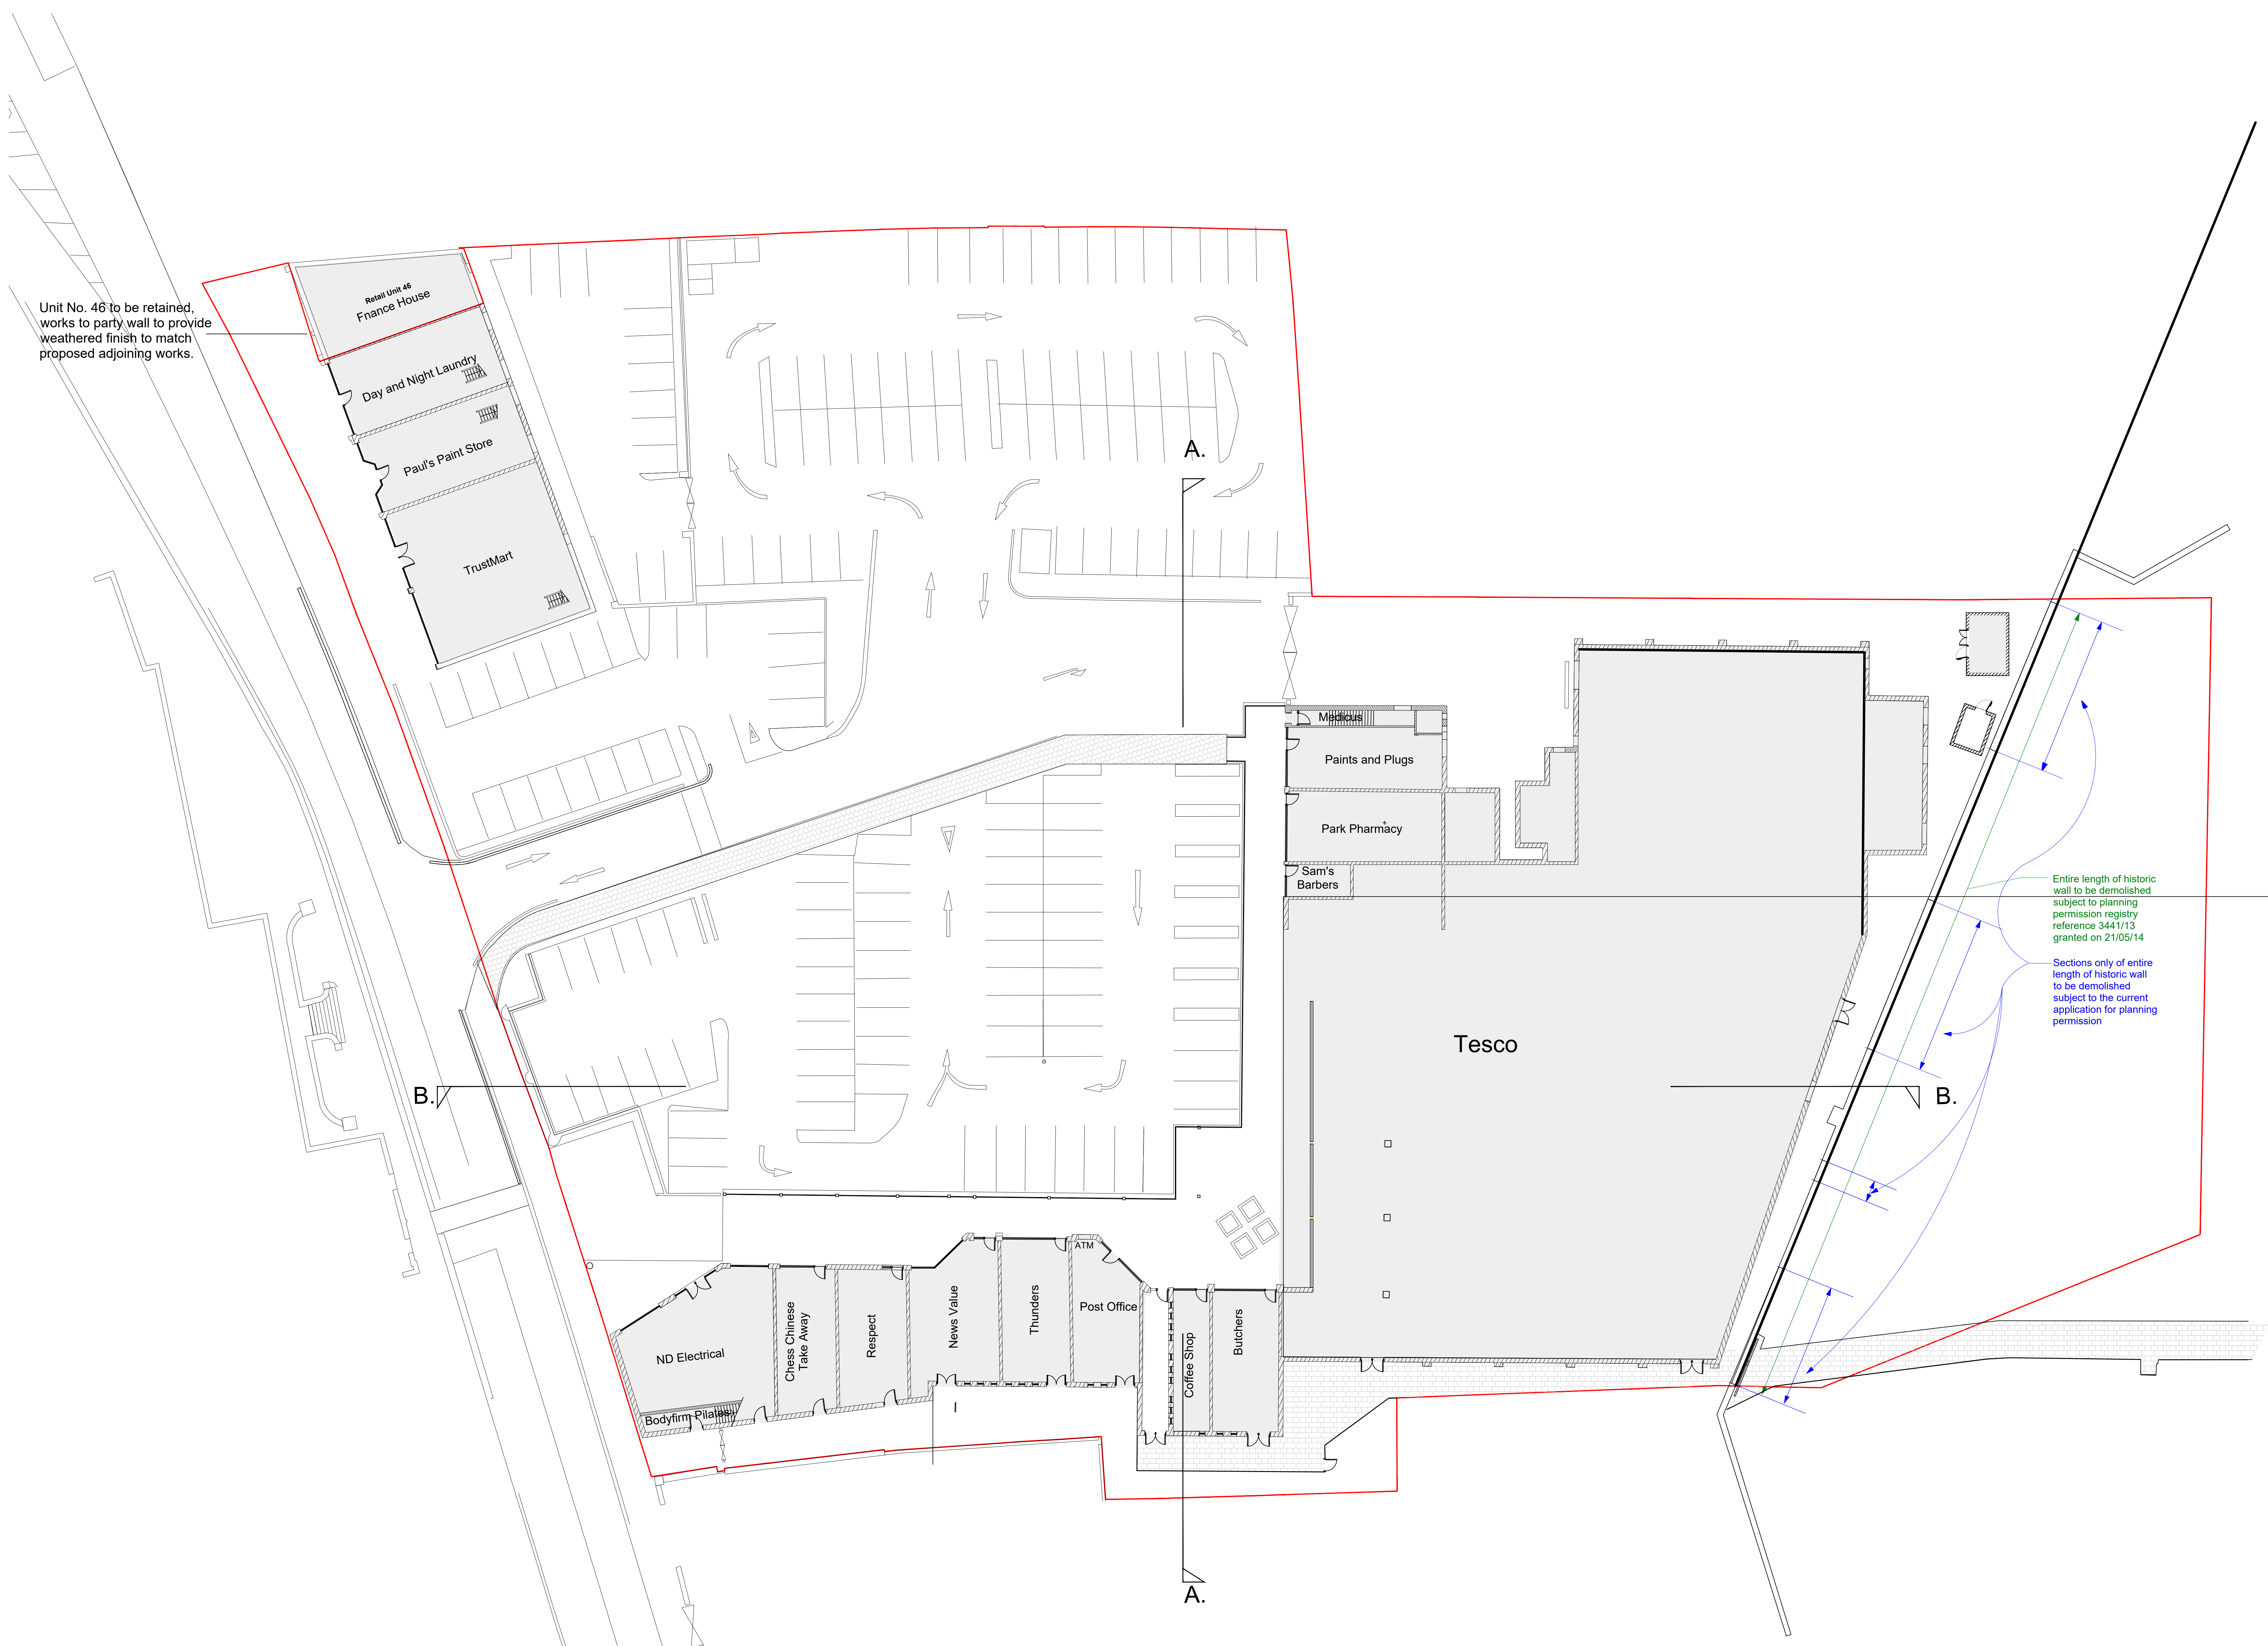 Unit No. 46 to be retained,
works to party wall to provide
weathered finish to match
proposed adjoining works.
Retail Unit 46
Fnance House
Day and Night Laundry
Paul's Paint Store
TrustMart
A.
Medicus
Paints and Plugs
Park Pharmacy
Sam's
Barbers
Tesco
Entire length of historic
wall to be demolished
subject to planning
permission registry
reference 3441/13
granted on 21/05/14
Sections only of entire
length of historic wall
to be demolished
subject to the current
application for planning
permission
B.
B.
ATM
ND Electrical
Bodyfirm Pilates
Chess Chinese
Take Away
Respect
News Value
Thunders
Post Office
Coffee Shop
Butchers
A.